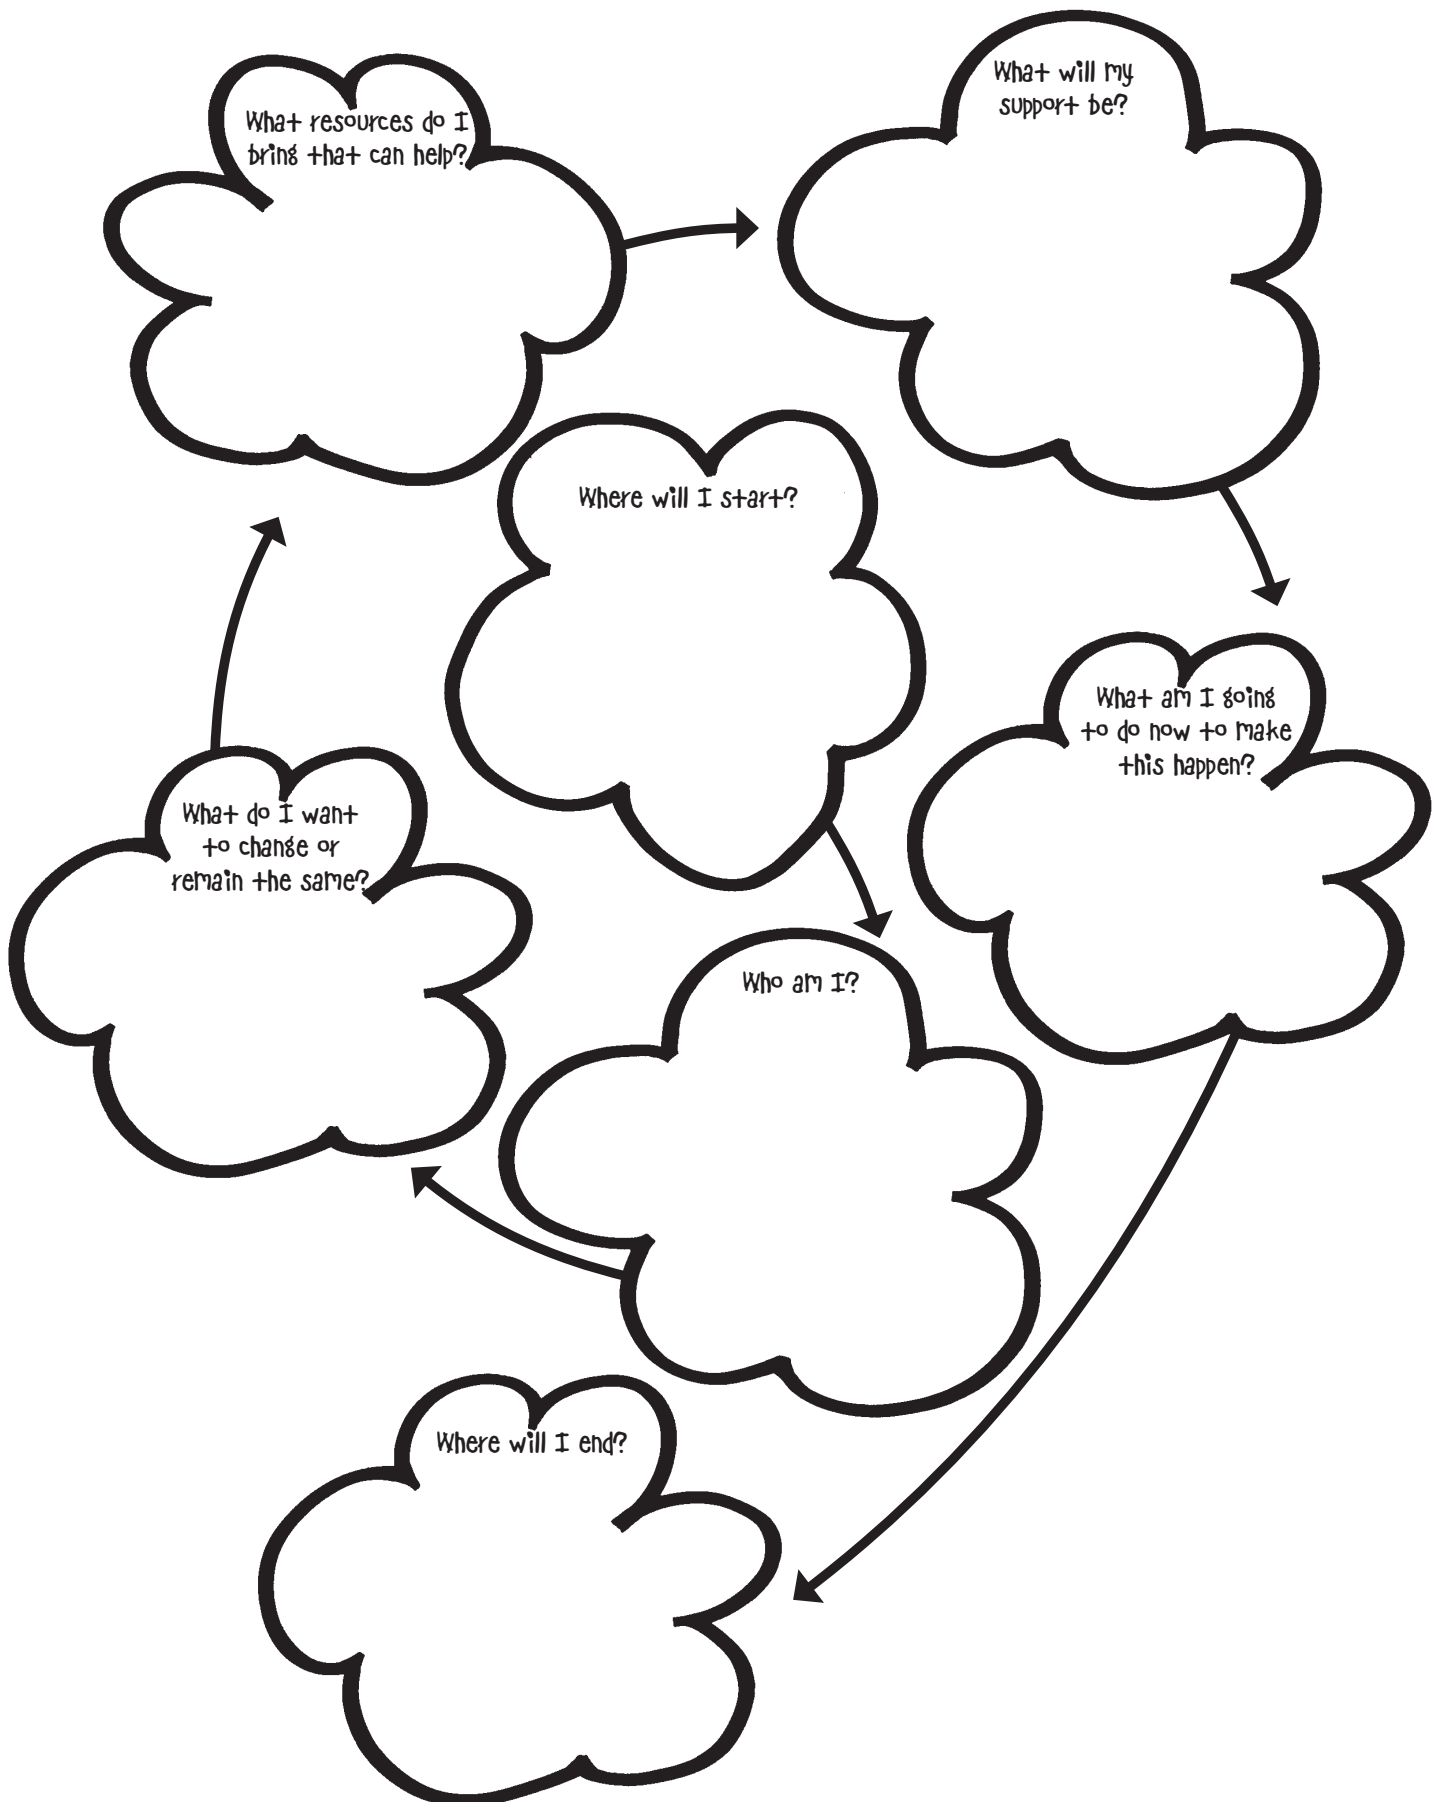 What resources do I
bring that can help?
What will my
support be?
Where will I start?
What am I going
to do now to make
this happen?
What do I want
to change or
remain the same?
Who am I?
Where will I end?